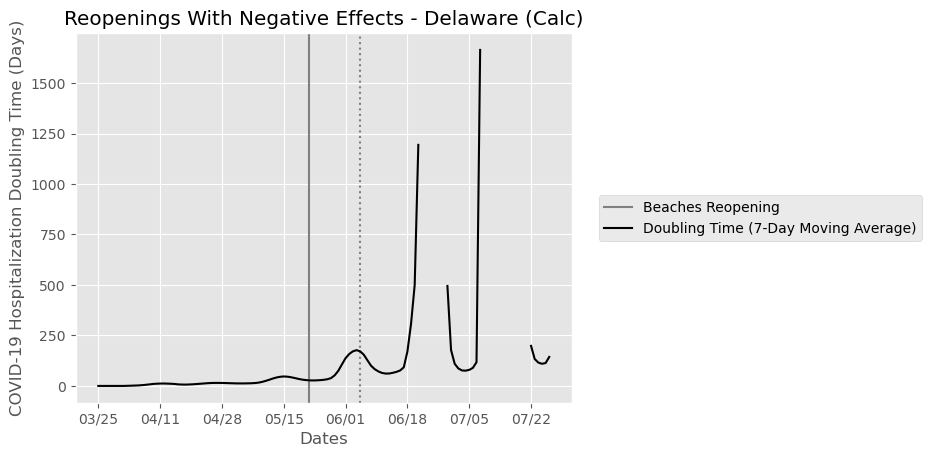 Reopenings With Negative Effects - Delaware (Calc)
COVID-19 Hospitalization Doubling Time (Days)
1500
1250
1000
750
500
250
0
03/25 04/11 04/28 05/15 06/01 06/18 07/05 07/22
Dates
Beaches Reopening
Doubling Time (7-Day Moving Average)